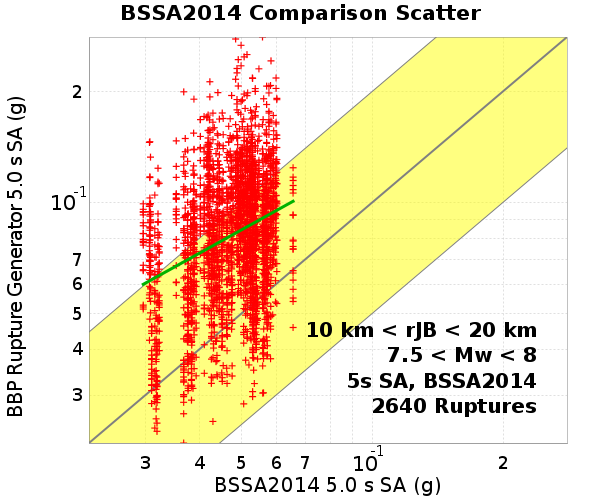 BSSA2014 Comparison Scatter
BBP Rupture Generator 5.0 s SA (g)
2
10-1
7
6
5
4
3
10 km < rJB < 20 km
7.5 < Mw < 8
5s SA, BSSA2014
2640 Ruptures
3 4 5 6 7 10-1 2
BSSA2014 5.0 s SA (g)